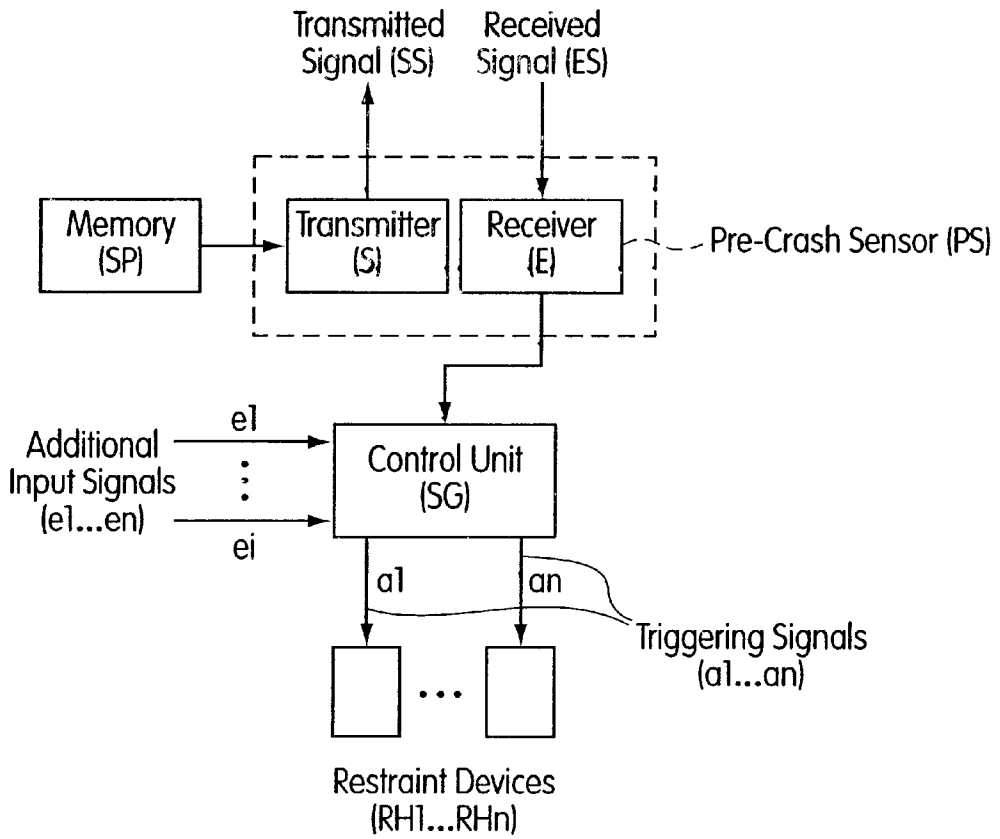 Transmitted
Signal (SS)
Received
Signal (ES)
Memory
(SP)
Transmitter
(S)
Receiver
(E)
Pre-Crash Sensor (PS)
Additional
Input Signals
(e1...en)
e1
ei
Control Unit
(SG)
a1
an
Triggering Signals
(a1...an)
Restraint Devices
(RH1...RHn)